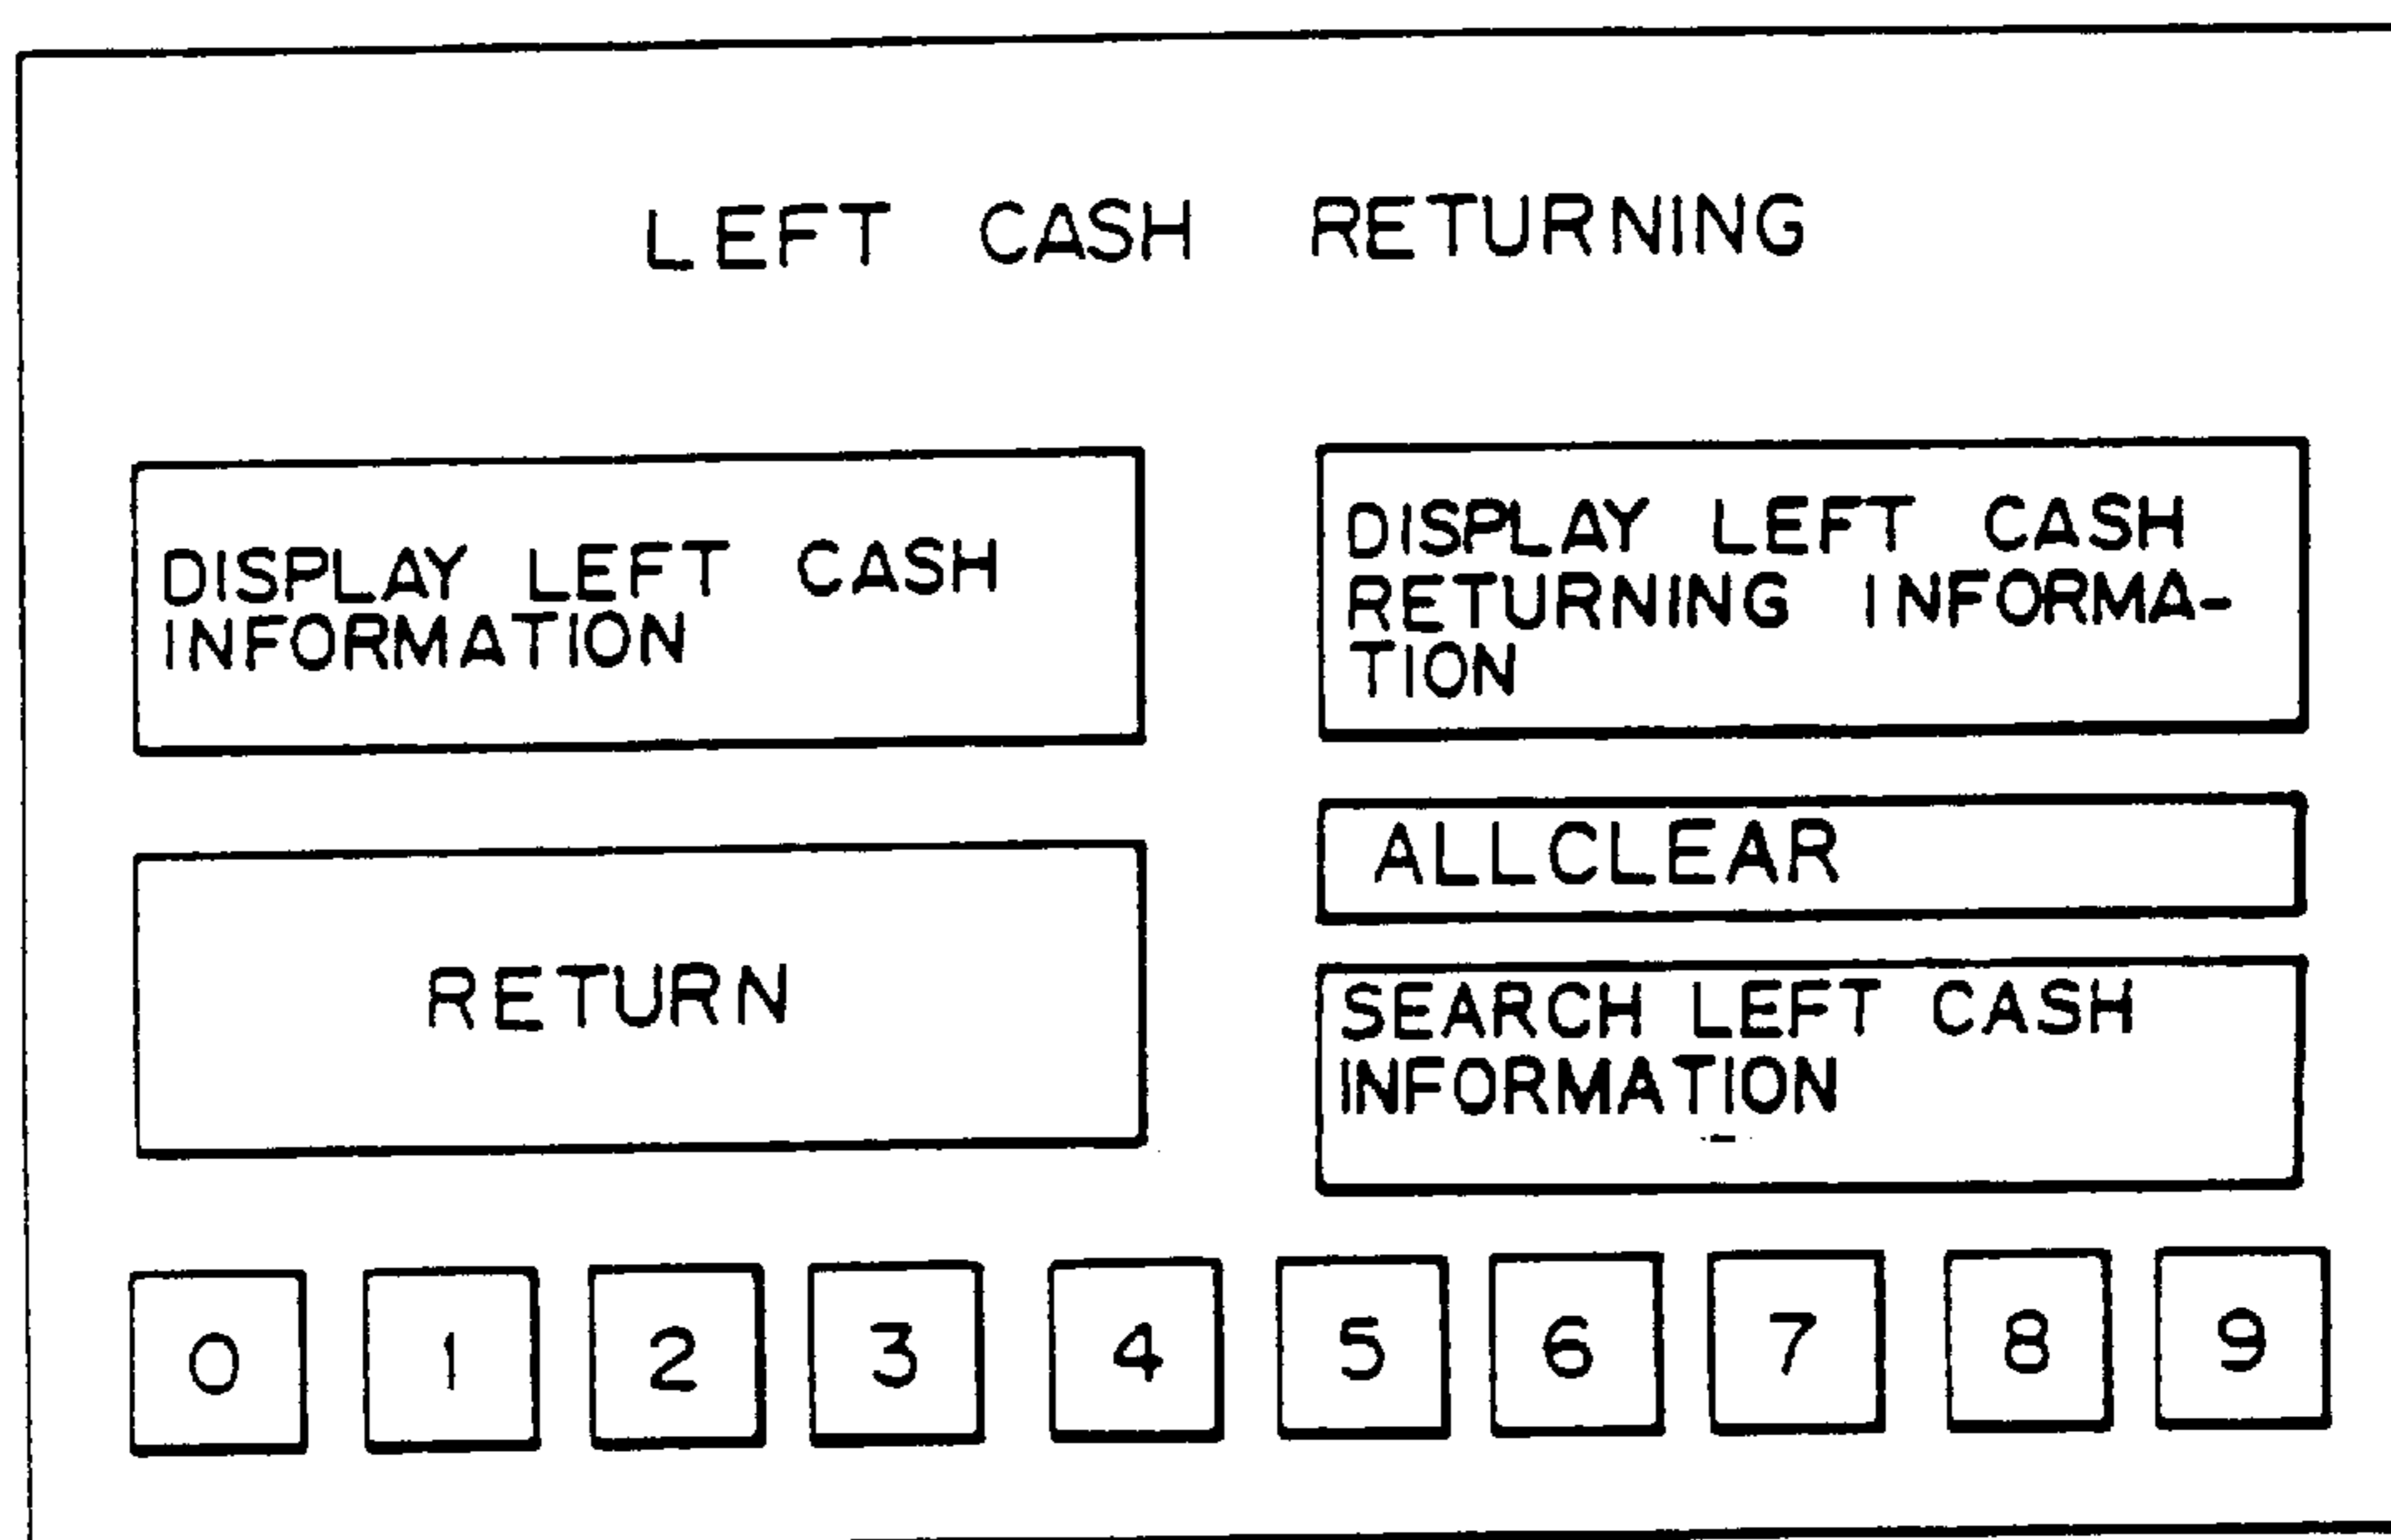 LEFT CASH RETURNING
DISPLAY LEFT CASH
INFORMATION
DISPLAY LEFT CASH
RETURNING INFORMA-
TION
ALLCLEAR
RETURN
SEARCH LEFT CASH
INFORMATION
0 1 2 3 4 5 6 7 8 9